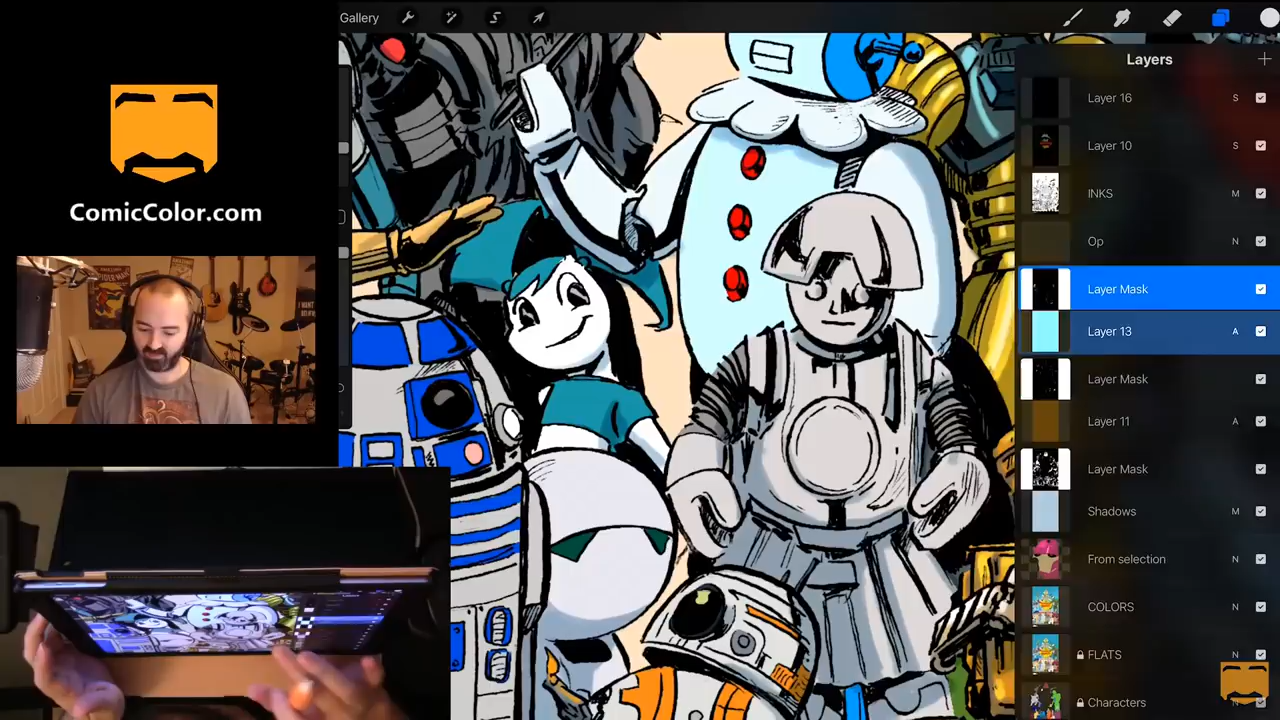 ComicColor.com
Gallery
Layers
Layer 16 S
Layer 10 S
INKS M
Op N
Layer Mask
Layer 13 A
Layer Mask
Layer 11 A
Layer Mask
Shadows M
From selection N
COLORS N
FLATS N
Characters